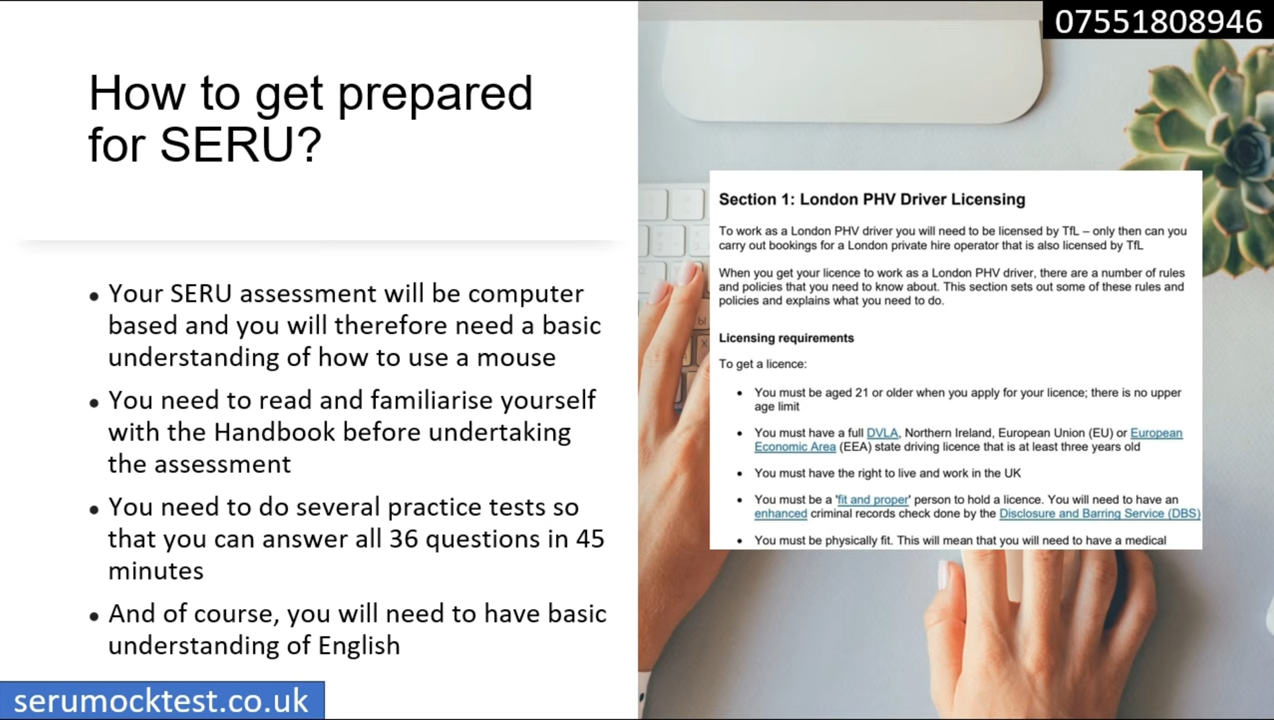 07551808946
How to get prepared
for SERU?
• Your SERU assessment will be computer
based and you will therefore need a basic
understanding of how to use a mouse
• You need to read and familiarise yourself
with the Handbook before undertaking
the assessment
• You need to do several practice tests so
that you can answer all 36 questions in 45
minutes
• And of course, you will need to have basic
understanding of English
serumocktest.co.uk
Section 1: London PHV Driver Licensing
To work as a London PHV driver you will need to be licensed by TfL – only then can you
carry out bookings for a London private hire operator that is also licensed by TfL
When you get your licence to work as a London PHV driver, there are a number of rules
and policies that you need to know about. This section sets out some of these rules and
policies and explains what you need to do.
Licensing requirements
To get a licence:
• You must be aged 21 or older when you apply for your licence; there is no upper
age limit
• You must have a full DVLA, Northern Ireland, European Union (EU) or European
Economic Area (EEA) state driving licence that is at least three years old
• You must have the right to live and work in the UK
• You must be a 'fit and proper' person to hold a licence. You will need to have an
enhanced criminal records check done by the Disclosure and Barring Service (DBS)
• You must be physically fit. This will mean that you will need to have a medical